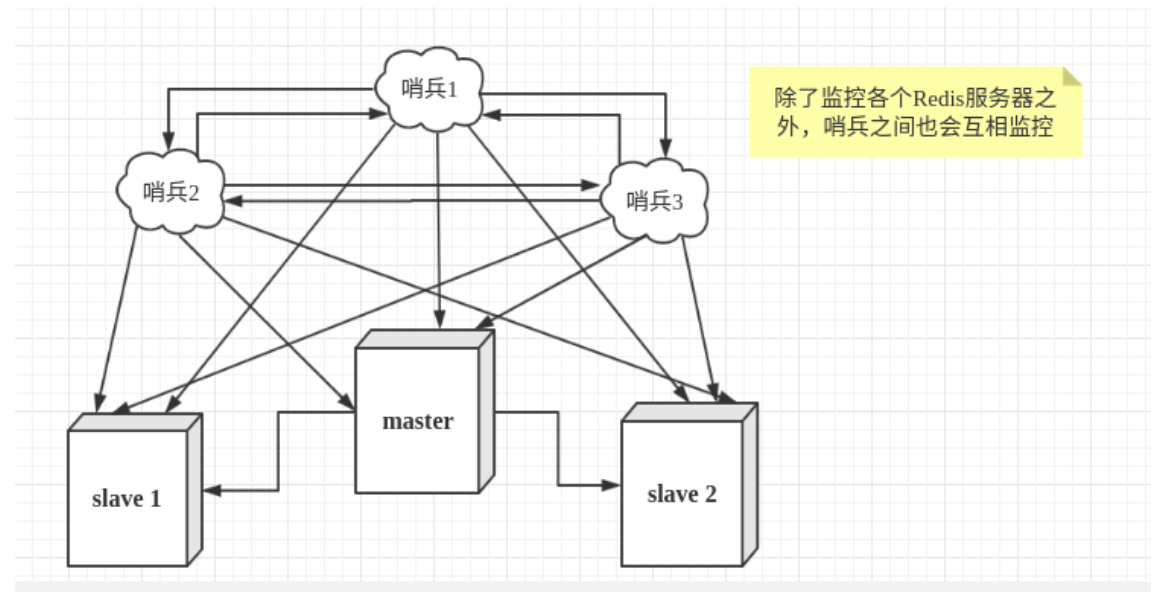 哨兵1
除了监控各个Redis服务器之
外，哨兵之间也会互相监控
哨兵2
哨兵3
master
slave 1
slave 2